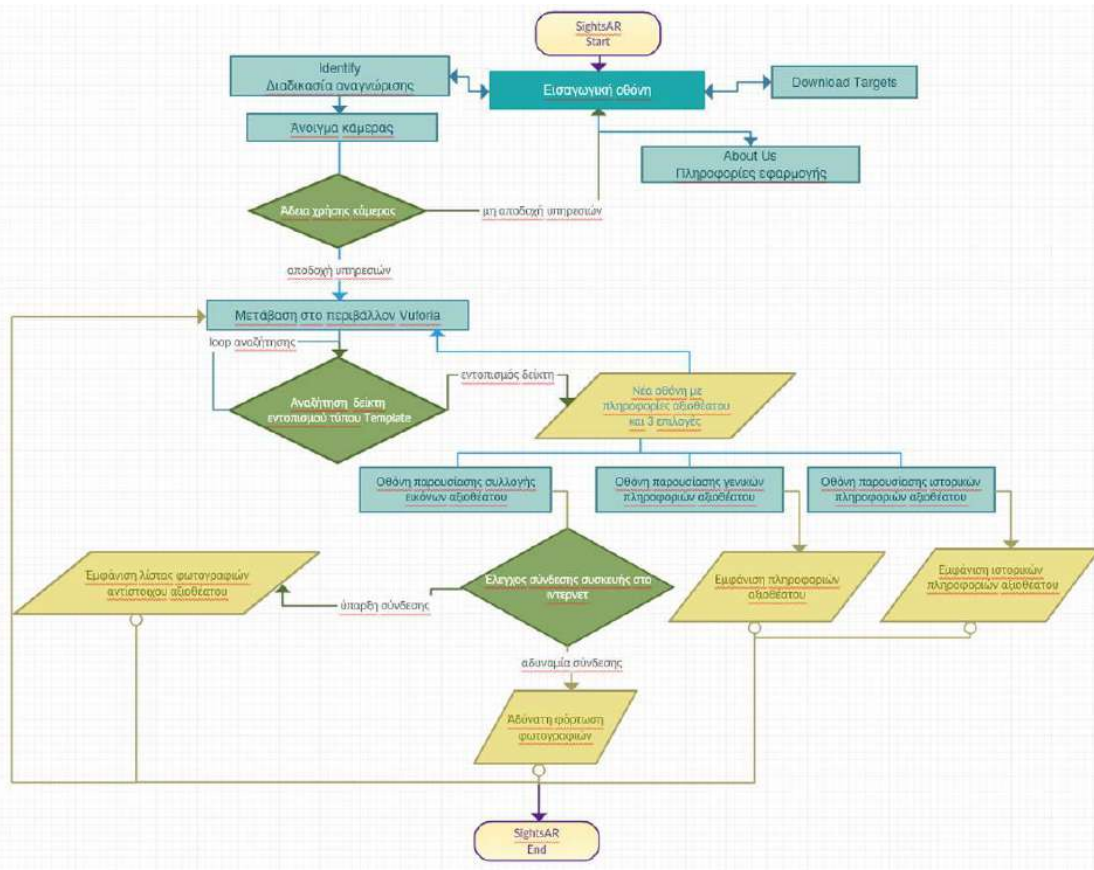 SightsAR
Start
Identify
Διαδικασία αναγνώρισης
Εισαγωγική οθόνη
Download Targets
Άνοιγμα κάμερας
About Us
Πληροφορίες εφαρμογής
Άδεια χρήσης κάμερας
μη αποδοχή υπηρεσιών
αποδοχή υπηρεσιών
Μετάβαση στο περιβάλλον Vuforia
loop αναζήτησης
εντοπισμός δείκτη
Αναζήτηση δείκτη
εντοπισμού τύπου Template
Νέα οθόνη με
πληροφορίες αξιοθέατου
και 3 επιλογές
Οθόνη παρουσίασης συλλογής
εικόνων αξιοθέατου
Οθόνη παρουσίασης γενικών
πληροφοριών αξιοθέατου
Οθόνη παρουσίασης ιστορικών
πληροφοριών αξιοθέατου
Εμφάνιση λίστας φωτογραφιών
αντίστοιχου αξιοθέατου
Έλεγχος σύνδεσης συσκευής στο
ιντερνετ
Εμφάνιση πληροφοριών
αξιοθέατου
Εμφάνιση ιστορικών
πληροφοριών αξιοθέατου
ύπαρξη σύνδεσης
αδυναμία σύνδεσης
Άδύνατη φόρτωση
φωτογραφιών
SightsAR
End